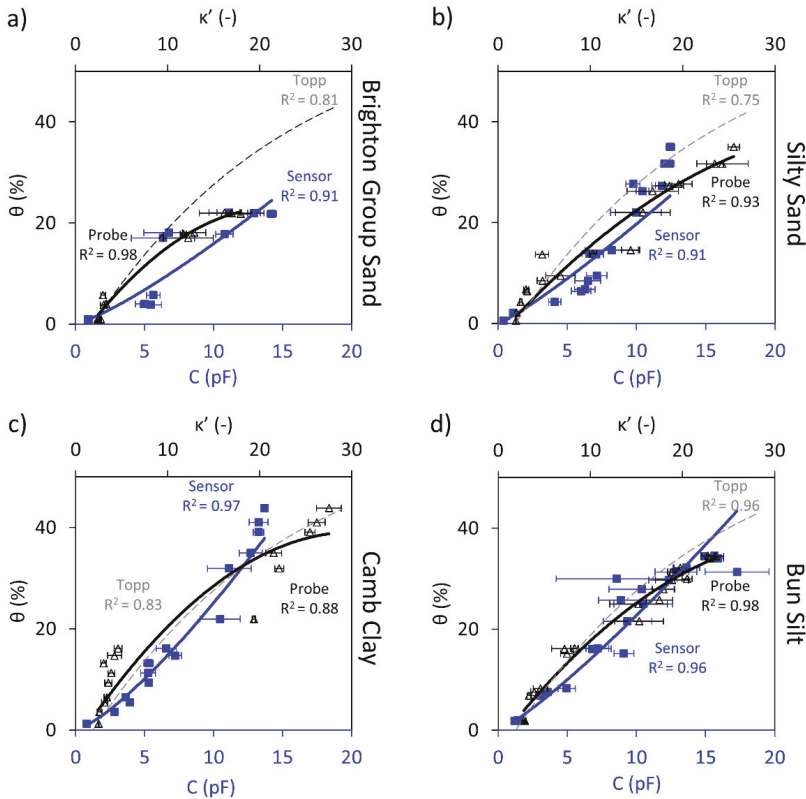 a)
κ' (-)
0 10 20 30
Topp
R² = 0.81
Sensor
R² = 0.91
Probe
R² = 0.98
θ (%)
40
20
0
0 5 10 15 20
C (pF)
Brighton Group Sand
b)
κ' (-)
0 10 20 30
Topp
R² = 0.75
Probe
R² = 0.93
Sensor
R² = 0.91
θ (%)
40
20
0
0 5 10 15 20
C (pF)
Silty Sand
c)
κ' (-)
0 10 20 30
Sensor
R² = 0.97
Topp
R² = 0.83
Probe
R² = 0.88
θ (%)
40
20
0
0 5 10 15 20
C (pF)
Camb Clay
d)
κ' (-)
0 10 20 30
Topp
R² = 0.96
Probe
R² = 0.98
Sensor
R² = 0.96
θ (%)
40
20
0
0 5 10 15 20
C (pF)
Bun Silt